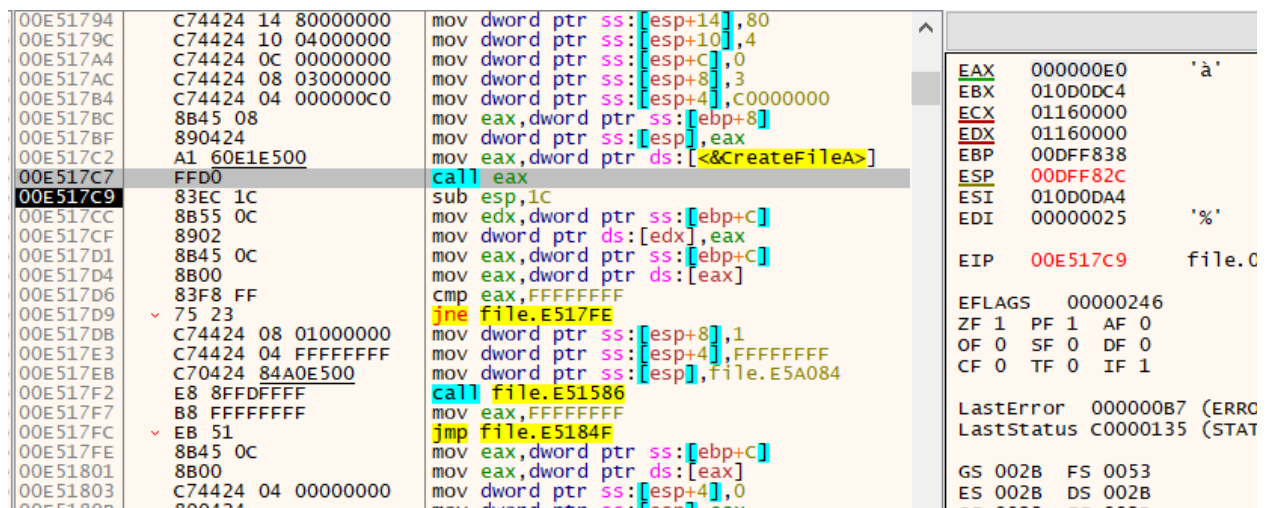 00E51794 C74424 14 80000000 mov dword ptr ss:[esp+14],80
00E5179C C74424 10 04000000 mov dword ptr ss:[esp+10],4
00E517A4 C74424 0C 00000000 mov dword ptr ss:[esp+C],0
00E517AC C74424 08 03000000 mov dword ptr ss:[esp+8],3
00E517B4 C74424 04 000000C0 mov dword ptr ss:[esp+4],C0000000
00E517BC 8B45 08 mov eax,dword ptr ss:[ebp+8]
00E517BF 890424 mov dword ptr ss:[esp],eax
00E517C2 A1 60E1E500 mov eax,dword ptr ds:[<&CreateFileA>]
00E517C7 FFD0 call eax
00E517C9 83EC 1C sub esp,1C
00E517CC 8B55 0C mov edx,dword ptr ss:[ebp+C]
00E517CF 8902 mov dword ptr ds:[edx],eax
00E517D1 8B45 0C mov eax,dword ptr ss:[ebp+C]
00E517D4 8B00 mov eax,dword ptr ds:[eax]
00E517D6 83F8 FF cmp eax,FFFFFFFF
00E517D9 75 23 jne file.E517FE
00E517DB C74424 08 01000000 mov dword ptr ss:[esp+8],1
00E517E3 C74424 04 FFFFFFFF mov dword ptr ss:[esp+4],FFFFFFFF
00E517EB C70424 84A0E500 mov dword ptr ss:[esp],file.E5A084
00E517F2 E8 8FFDFFFF call file.E51586
00E517F7 B8 FFFFFFFF mov eax,FFFFFFFF
00E517FC EB 51 jmp file.E5184F
00E517FE 8B45 0C mov eax,dword ptr ss:[ebp+C]
00E51801 8B00 mov eax,dword ptr ds:[eax]
00E51803 C74424 04 00000000 mov dword ptr ss:[esp+4],0
EAX 000000E0 'à'
EBX 010D0DC4
ECX 01160000
EDX 01160000
EBP 00DFF838
ESP 00DFF82C
ESI 010D0DA4
EDI 00000025 '%'
EIP 00E517C9 file.0
EFLAGS 00000246
ZF 1 PF 1 AF 0
OF 0 SF 0 DF 0
CF 0 TF 0 IF 1
LastError 000000B7 (ERRO
LastStatus C0000135 (STAT
GS 002B FS 0053
ES 002B DS 002B